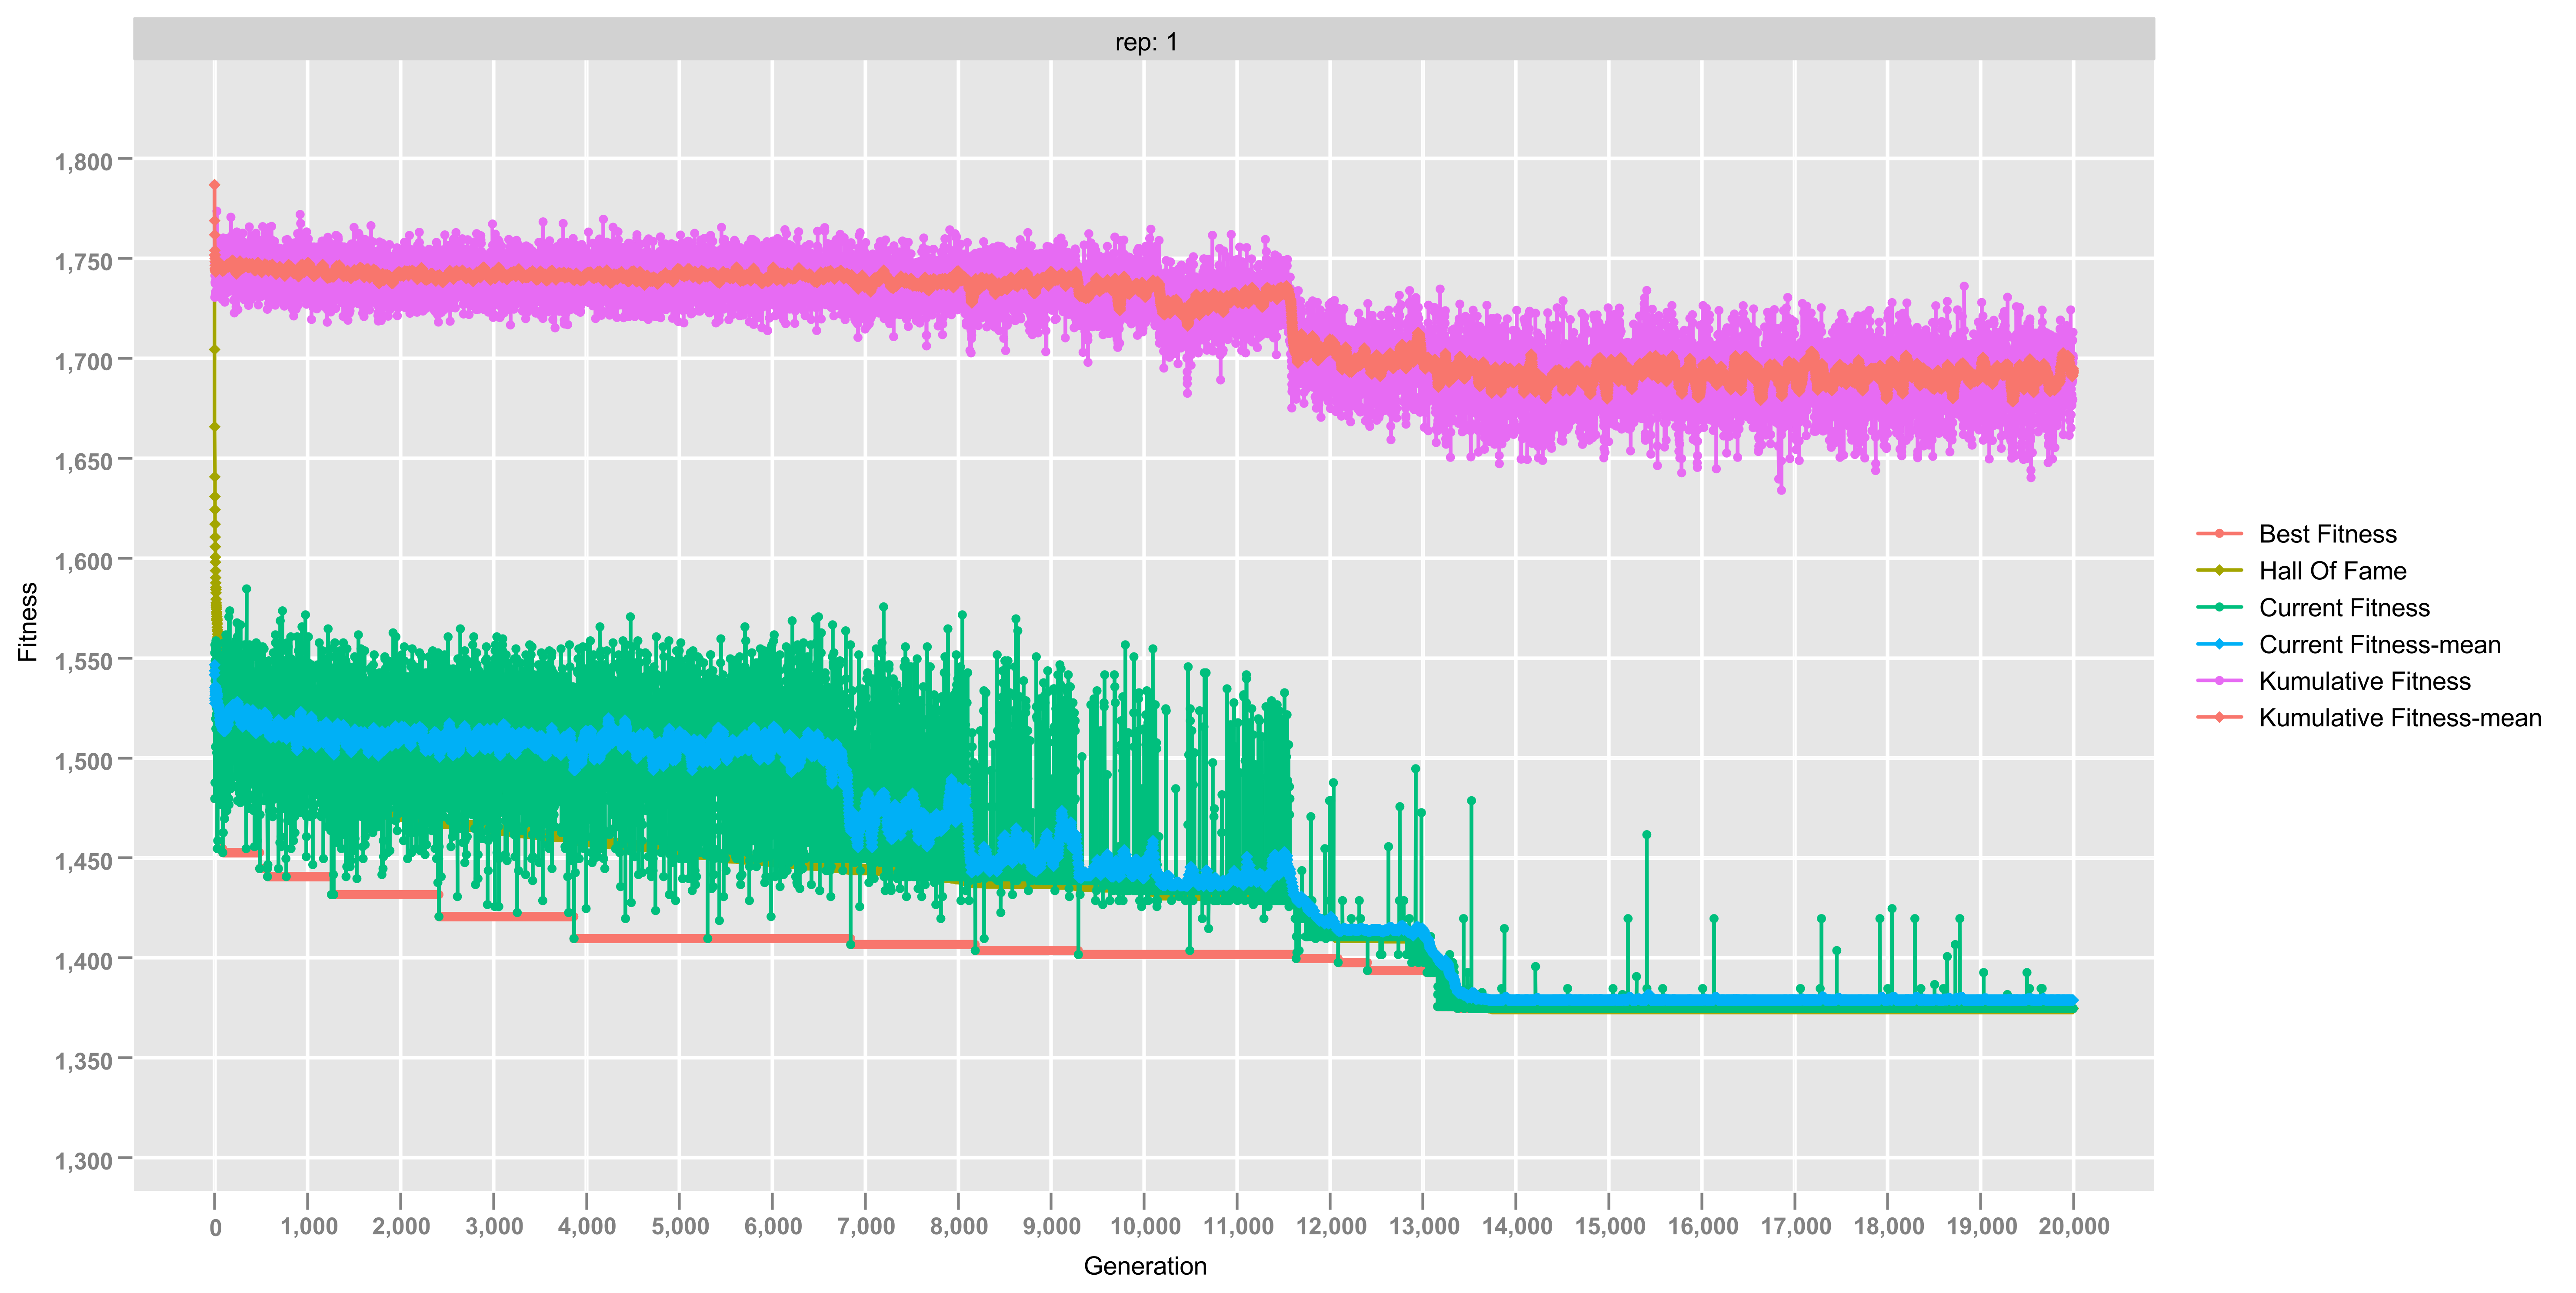 rep: 1
1,800
1,750
1,700
1,650
1,600
1,550
1,500
1,450
1,400
1,350
1,300
Fitness
0 1,000 2,000 3,000 4,000 5,000 6,000 7,000 8,000 9,000 10,000 11,000 12,000 13,000 14,000 15,000 16,000 17,000 18,000 19,000 20,000
Generation
Best Fitness
Hall Of Fame
Current Fitness
Current Fitness-mean
Kumulative Fitness
Kumulative Fitness-mean